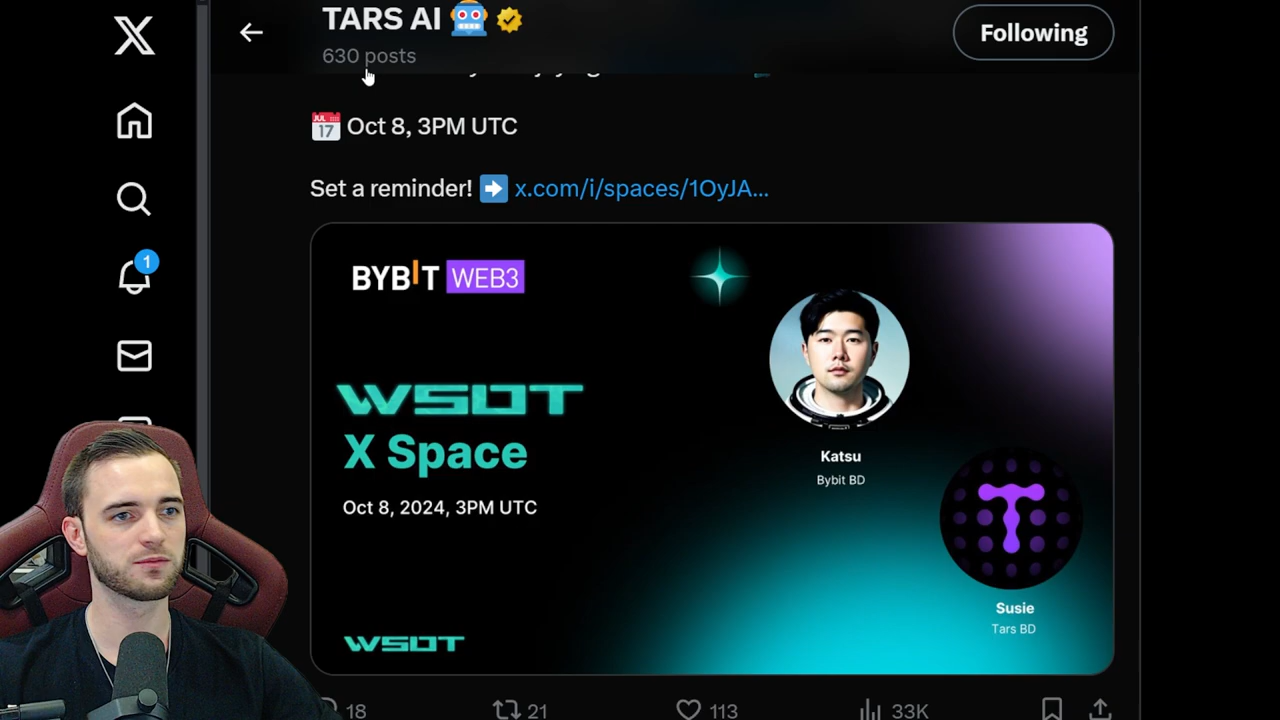 TARS AI
630 posts
Following
Oct 8, 3PM UTC
Set a reminder! ➡️ x.com/i/spaces/1OyJA...
1
BYBIT WEB3
WSOT
X Space
Oct 8, 2024, 3PM UTC
Katsu
Bybit BD
T
Susie
Tars BD
WSOT
18
21
113
33K